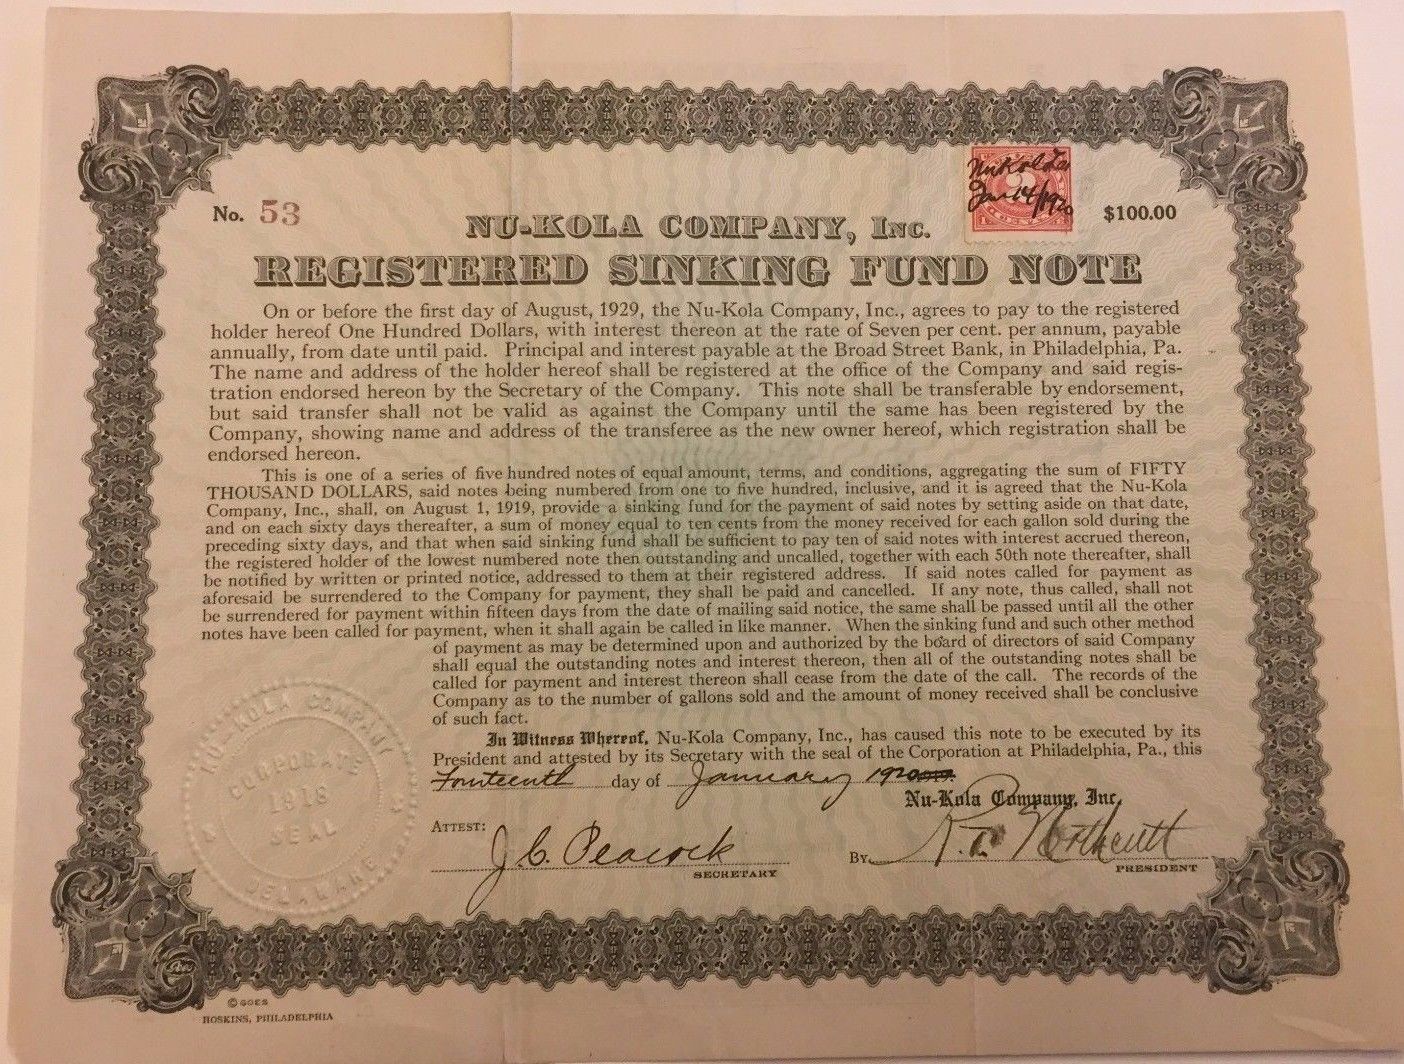 No. 53
NU-KOLA COMPANY, INC.
$100.00
Nu Kola Co
Jan 14/1920
REGISTERED SINKING FUND NOTE
On or before the first day of August, 1929, the Nu-Kola Company, Inc., agrees to pay to the registered
holder hereof One Hundred Dollars, with interest thereon at the rate of Seven per cent. per annum, payable
annually, from date until paid. Principal and interest payable at the Broad Street Bank, in Philadelphia, Pa.
The name and address of the holder hereof shall be registered at the office of the Company and said regis-
tration endorsed hereon by the Secretary of the Company. This note shall be transferable by endorsement,
but said transfer shall not be valid as against the Company until the same has been registered by the
Company, showing name and address of the transferee as the new owner hereof, which registration shall be
endorsed hereon.
This is one of a series of five hundred notes of equal amount, terms, and conditions, aggregating the sum of FIFTY
THOUSAND DOLLARS, said notes being numbered from one to five hundred, inclusive, and it is agreed that the Nu-Kola
Company, Inc., shall, on August 1, 1919, provide a sinking fund for the payment of said notes by setting aside on that date,
and on each sixty days thereafter, a sum of money equal to ten cents from the money received for each gallon sold during the
preceding sixty days, and that when said sinking fund shall be sufficient to pay ten of said notes with interest accrued thereon,
the registered holder of the lowest numbered note then outstanding and uncalled, together with each 50th note thereafter, shall
be notified by written or printed notice, addressed to them at their registered address. If said notes called for payment as
aforesaid be surrendered to the Company for payment, they shall be paid and cancelled. If any note, thus called, shall not
be surrendered for payment within fifteen days from the date of mailing said notice, the same shall be passed until all the other
notes have been called for payment, when it shall again be called in like manner. When the sinking fund and such other method
of payment as may be determined upon and authorized by the board of directors of said Company
shall equal the outstanding notes and interest thereon, then all of the outstanding notes shall be
called for payment and interest thereon shall cease from the date of the call. The records of the
Company as to the number of gallons sold and the amount of money received shall be conclusive
of such fact.
In Witness Whereof, Nu-Kola Company, Inc., has caused this note to be executed by its
President and attested by its Secretary with the seal of the Corporation at Philadelphia, Pa., this
Fourteenth day of January 1920
Nu-Kola Company, Inc.
ATTEST:
J. C. Peacock
SECRETARY
By
Northcutt
PRESIDENT
NU-KOLA COMPANY
CORPORATE
1918
SEAL
DELAWARE
© GOES
HOSKINS, PHILADELPHIA